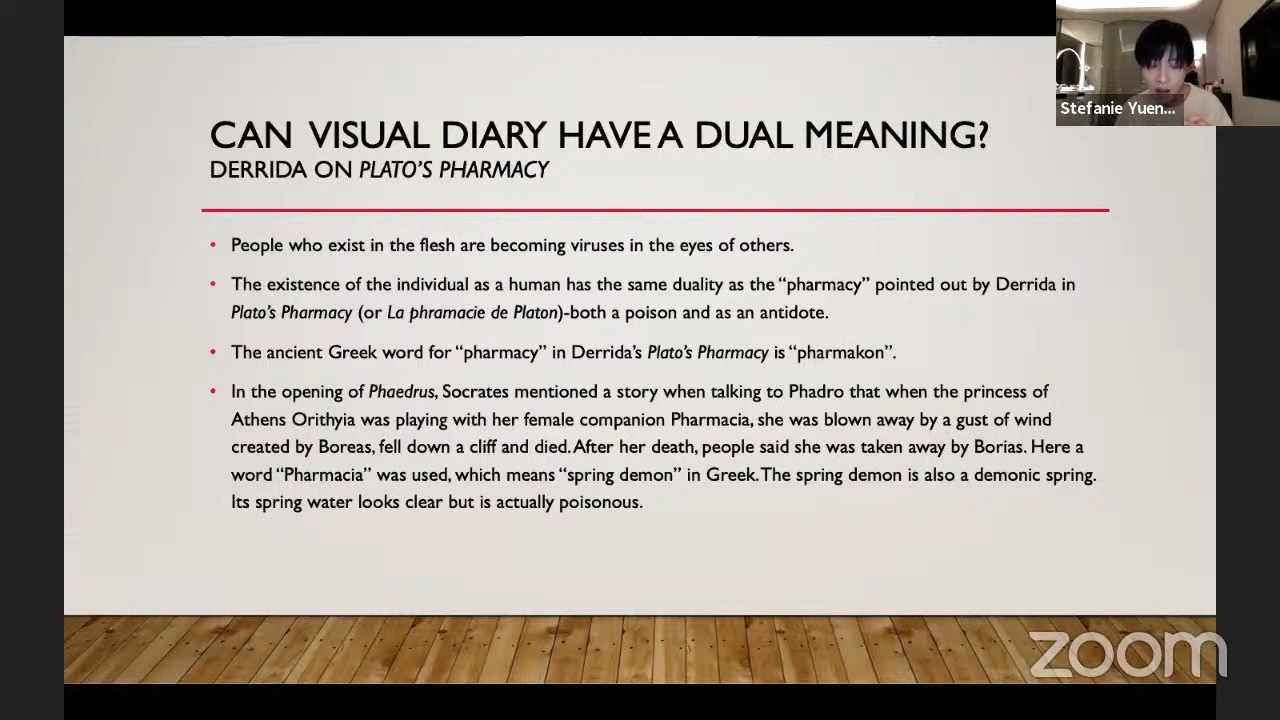 Stefanie Yuen...
CAN VISUAL DIARY HAVE A DUAL MEANING?
DERRIDA ON PLATO'S PHARMACY
• People who exist in the flesh are becoming viruses in the eyes of others.
• The existence of the individual as a human has the same duality as the “pharmacy” pointed out by Derrida in
Plato's Pharmacy (or La phramacie de Platon)-both a poison and as an antidote.
• The ancient Greek word for “pharmacy” in Derrida's Plato's Pharmacy is “pharmakon”.
• In the opening of Phaedrus, Socrates mentioned a story when talking to Phadro that when the princess of
Athens Orithyia was playing with her female companion Pharmacia, she was blown away by a gust of wind
created by Boreas, fell down a cliff and died. After her death, people said she was taken away by Borias. Here a
word “Pharmacia” was used, which means “spring demon” in Greek. The spring demon is also a demonic spring.
Its spring water looks clear but is actually poisonous.
zoom